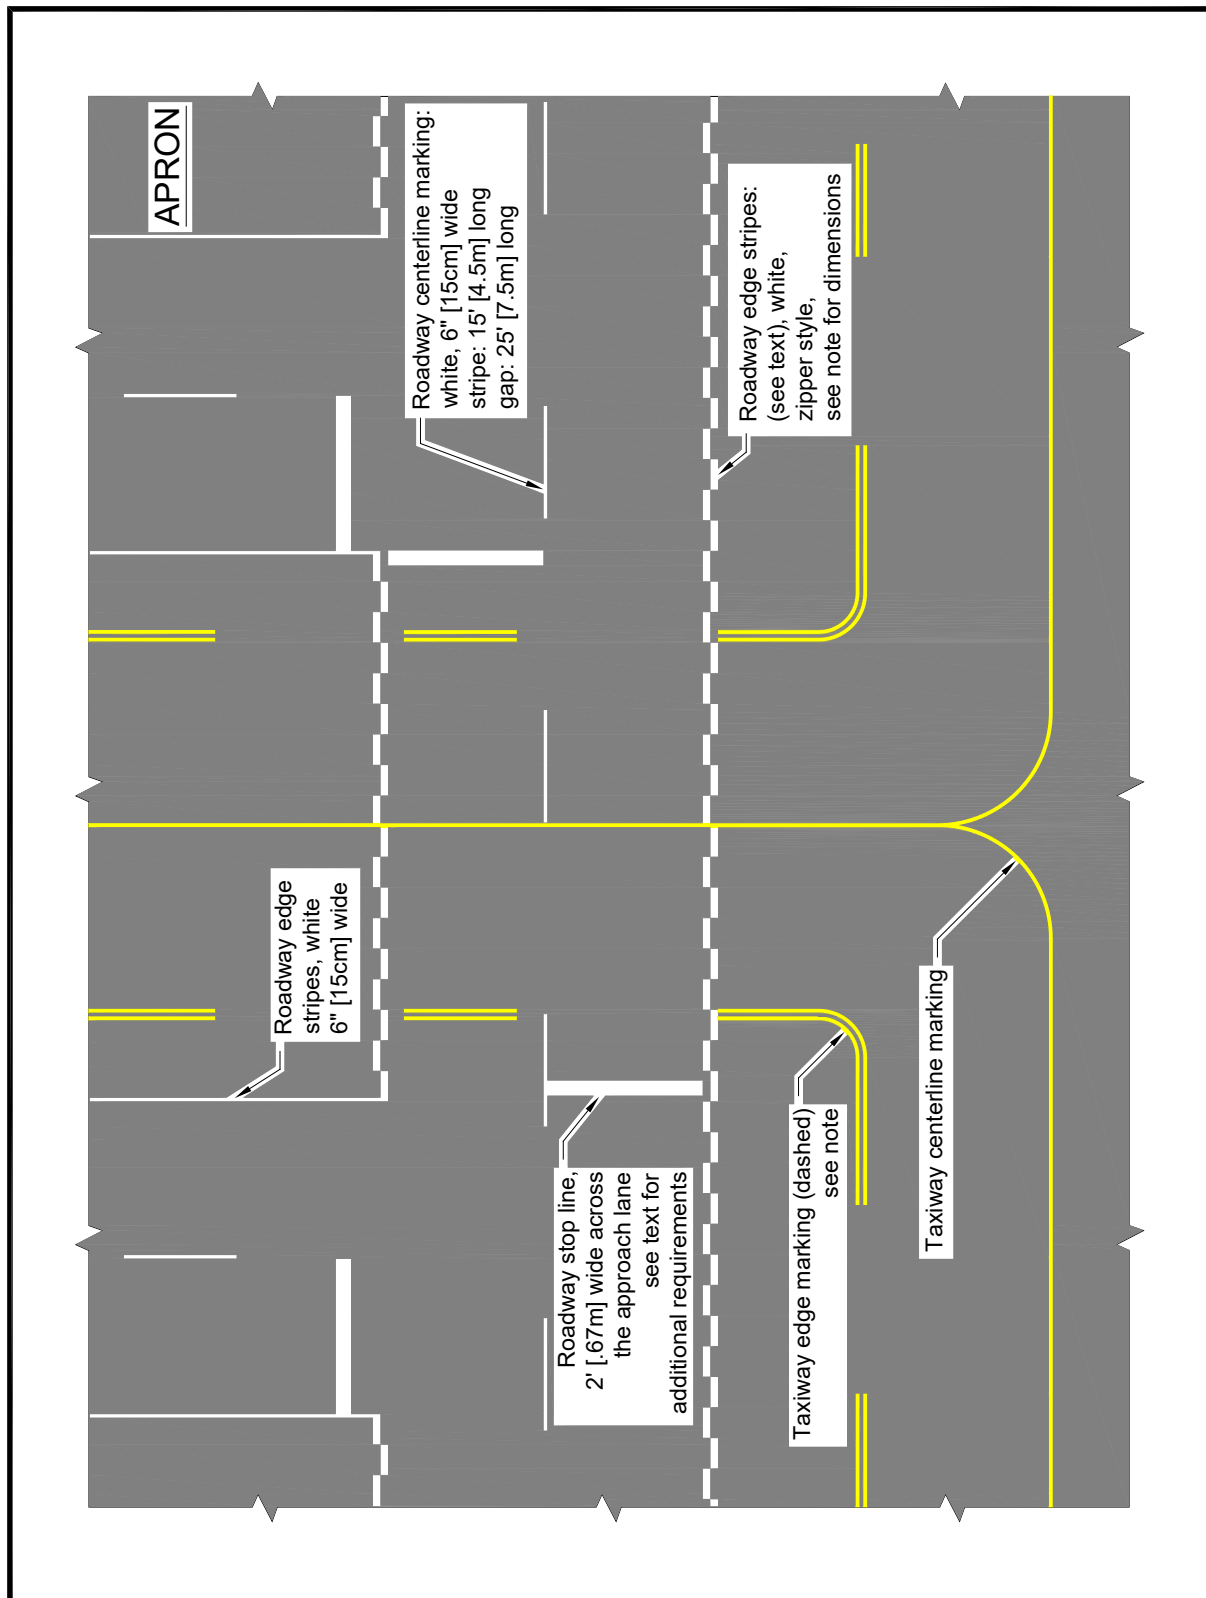 APRON
Roadway centerline marking:
white, 6" [15cm] wide
stripe: 15' [4.5m] long
gap: 25' [7.5m] long
Roadway edge stripes:
(see text), white,
zipper style,
see note for dimensions
Roadway edge
stripes, white
6" [15cm] wide
Roadway stop line,
2' [.67m] wide across
the approach lane
see text for
additional requirements
Taxiway edge marking (dashed)
see note
Taxiway centerline marking